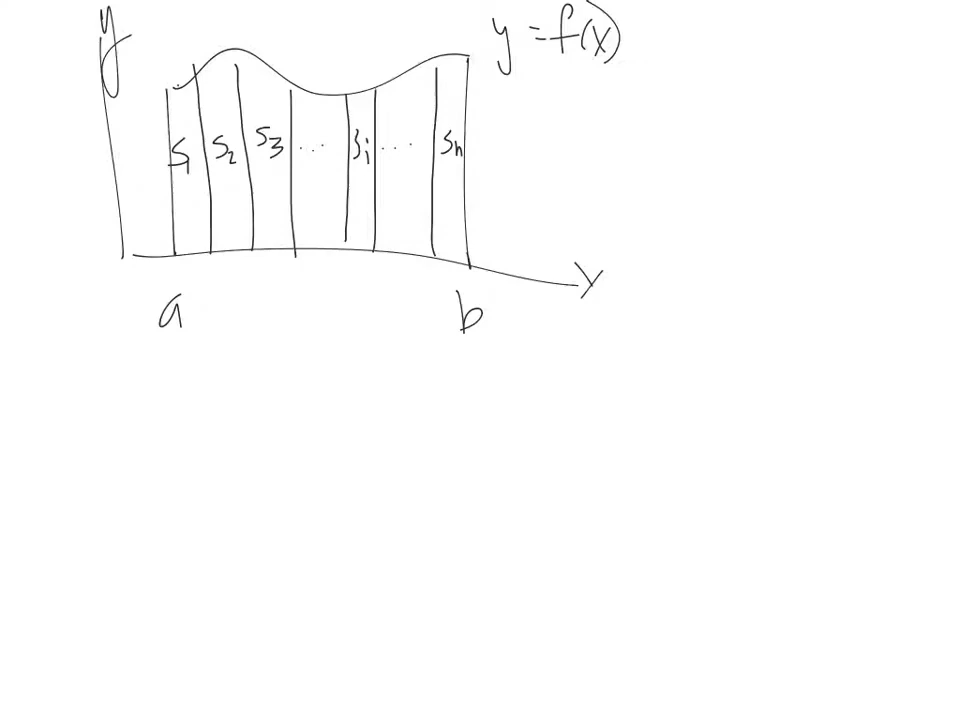 y
y = f(x)
S1 S2 S3 ... Si ... Sn
a b